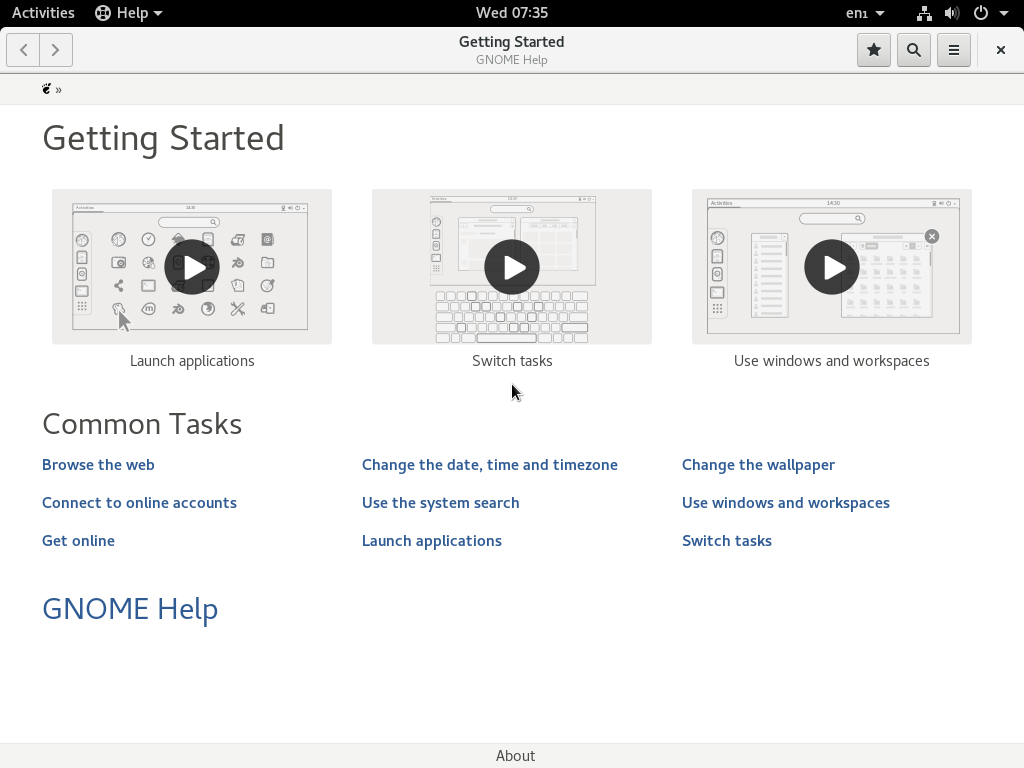 Activities Help Wed 07:35 en1
Getting Started
GNOME Help
»
Getting Started
Activities 14:30
Activities 14:30
Activities 14:30
Launch applications Switch tasks Use windows and workspaces
Common Tasks
Browse the web Change the date, time and timezone Change the wallpaper
Connect to online accounts Use the system search Use windows and workspaces
Get online Launch applications Switch tasks
GNOME Help
About